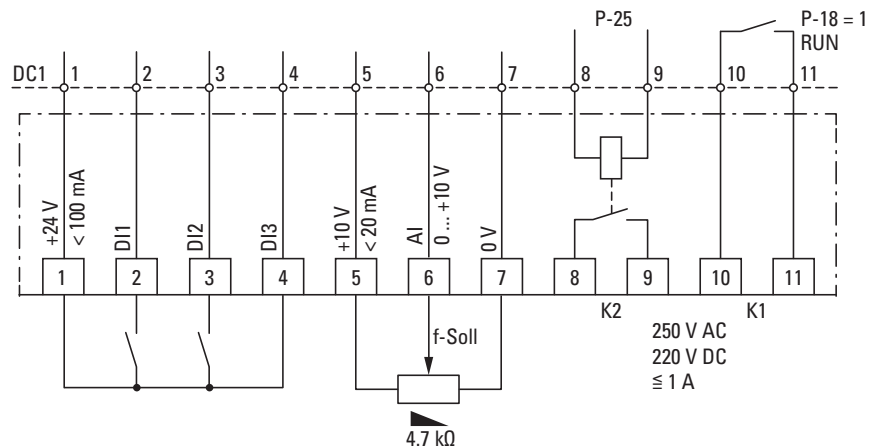 P-25
P-18 = 1
RUN
DC1 1 2 3 4 5 6 7 8 9 10 11
+24 V
< 100 mA
DI1
DI2
DI3
+10 V
< 20 mA
AI
0 ... +10 V
0 V
1 2 3 4 5 6 7 8 9 10 11
K2 K1
f-Soll
250 V AC
220 V DC
≦ 1 A
4.7 kΩ